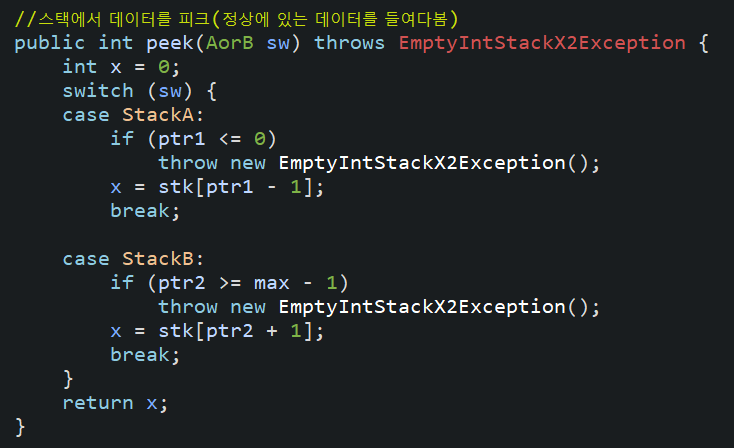 //스택에서 데이터를 피크(정상에 있는 데이터를 들여다봄)
public int peek(AorB sw) throws EmptyIntStackX2Exception {
    int x = 0;
    switch (sw) {
    case StackA:
        if (ptr1 <= 0)
            throw new EmptyIntStackX2Exception();
        x = stk[ptr1 - 1];
        break;

    case StackB:
        if (ptr2 >= max - 1)
            throw new EmptyIntStackX2Exception();
        x = stk[ptr2 + 1];
        break;
    }
    return x;
}